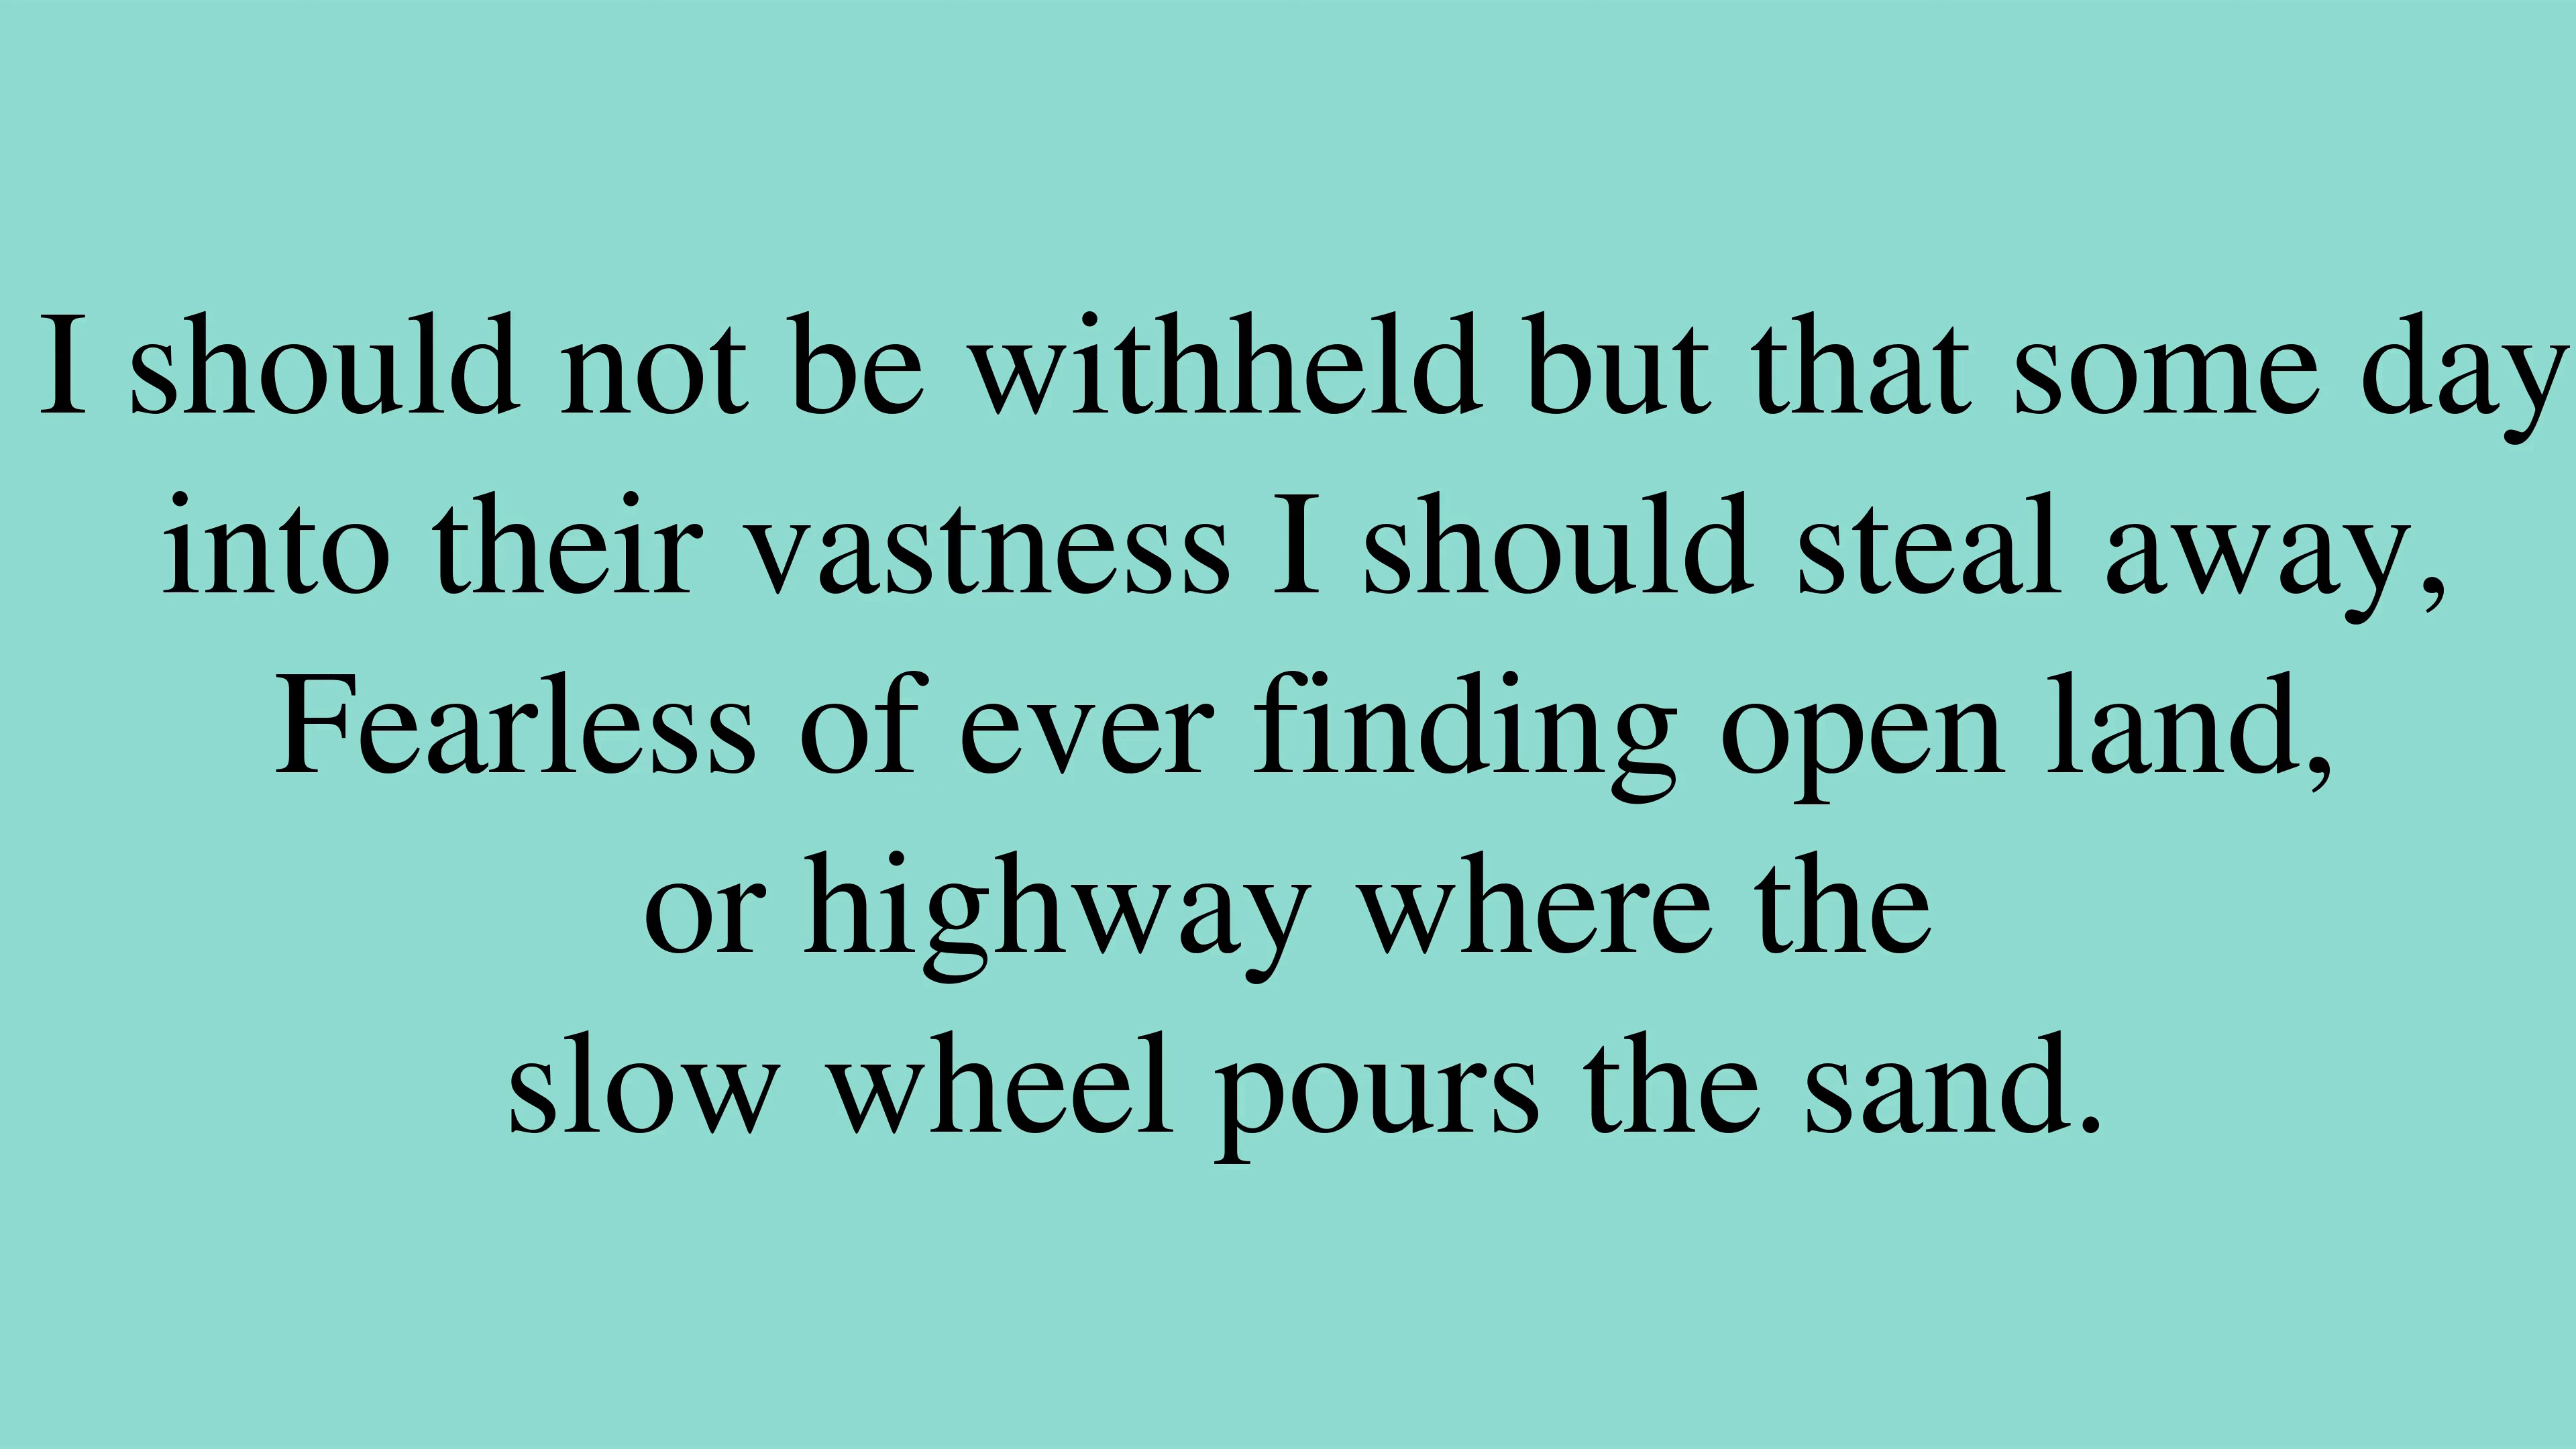 I should not be withheld but that some day
into their vastness I should steal away,
Fearless of ever finding open land,
or highway where the
slow wheel pours the sand.